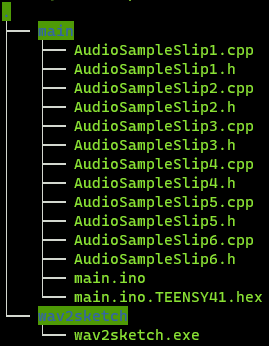 .
main
AudioSampleSlip1.cpp
AudioSampleSlip1.h
AudioSampleSlip2.cpp
AudioSampleSlip2.h
AudioSampleSlip3.cpp
AudioSampleSlip3.h
AudioSampleSlip4.cpp
AudioSampleSlip4.h
AudioSampleSlip5.cpp
AudioSampleSlip5.h
AudioSampleSlip6.cpp
AudioSampleSlip6.h
main.ino
main.ino.TEENSY41.hex
wav2sketch
wav2sketch.exe